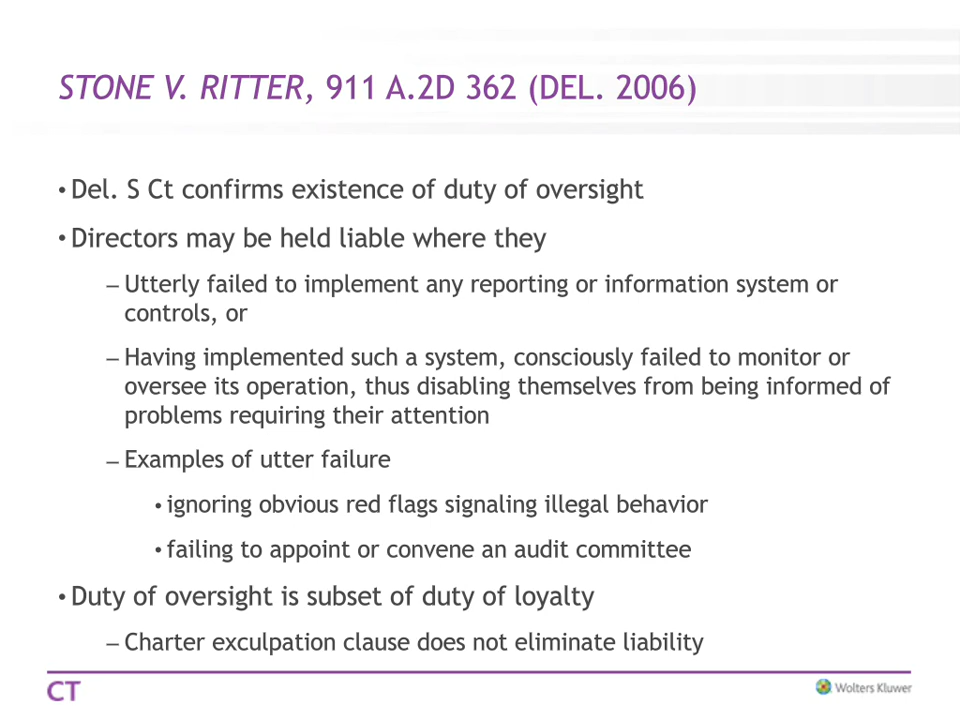 STONE V. RITTER, 911 A.2D 362 (DEL. 2006)
• Del. S Ct confirms existence of duty of oversight
• Directors may be held liable where they
– Utterly failed to implement any reporting or information system or
controls, or
– Having implemented such a system, consciously failed to monitor or
oversee its operation, thus disabling themselves from being informed of
problems requiring their attention
– Examples of utter failure
• ignoring obvious red flags signaling illegal behavior
• failing to appoint or convene an audit committee
• Duty of oversight is subset of duty of loyalty
– Charter exculpation clause does not eliminate liability
CT
Wolters Kluwer